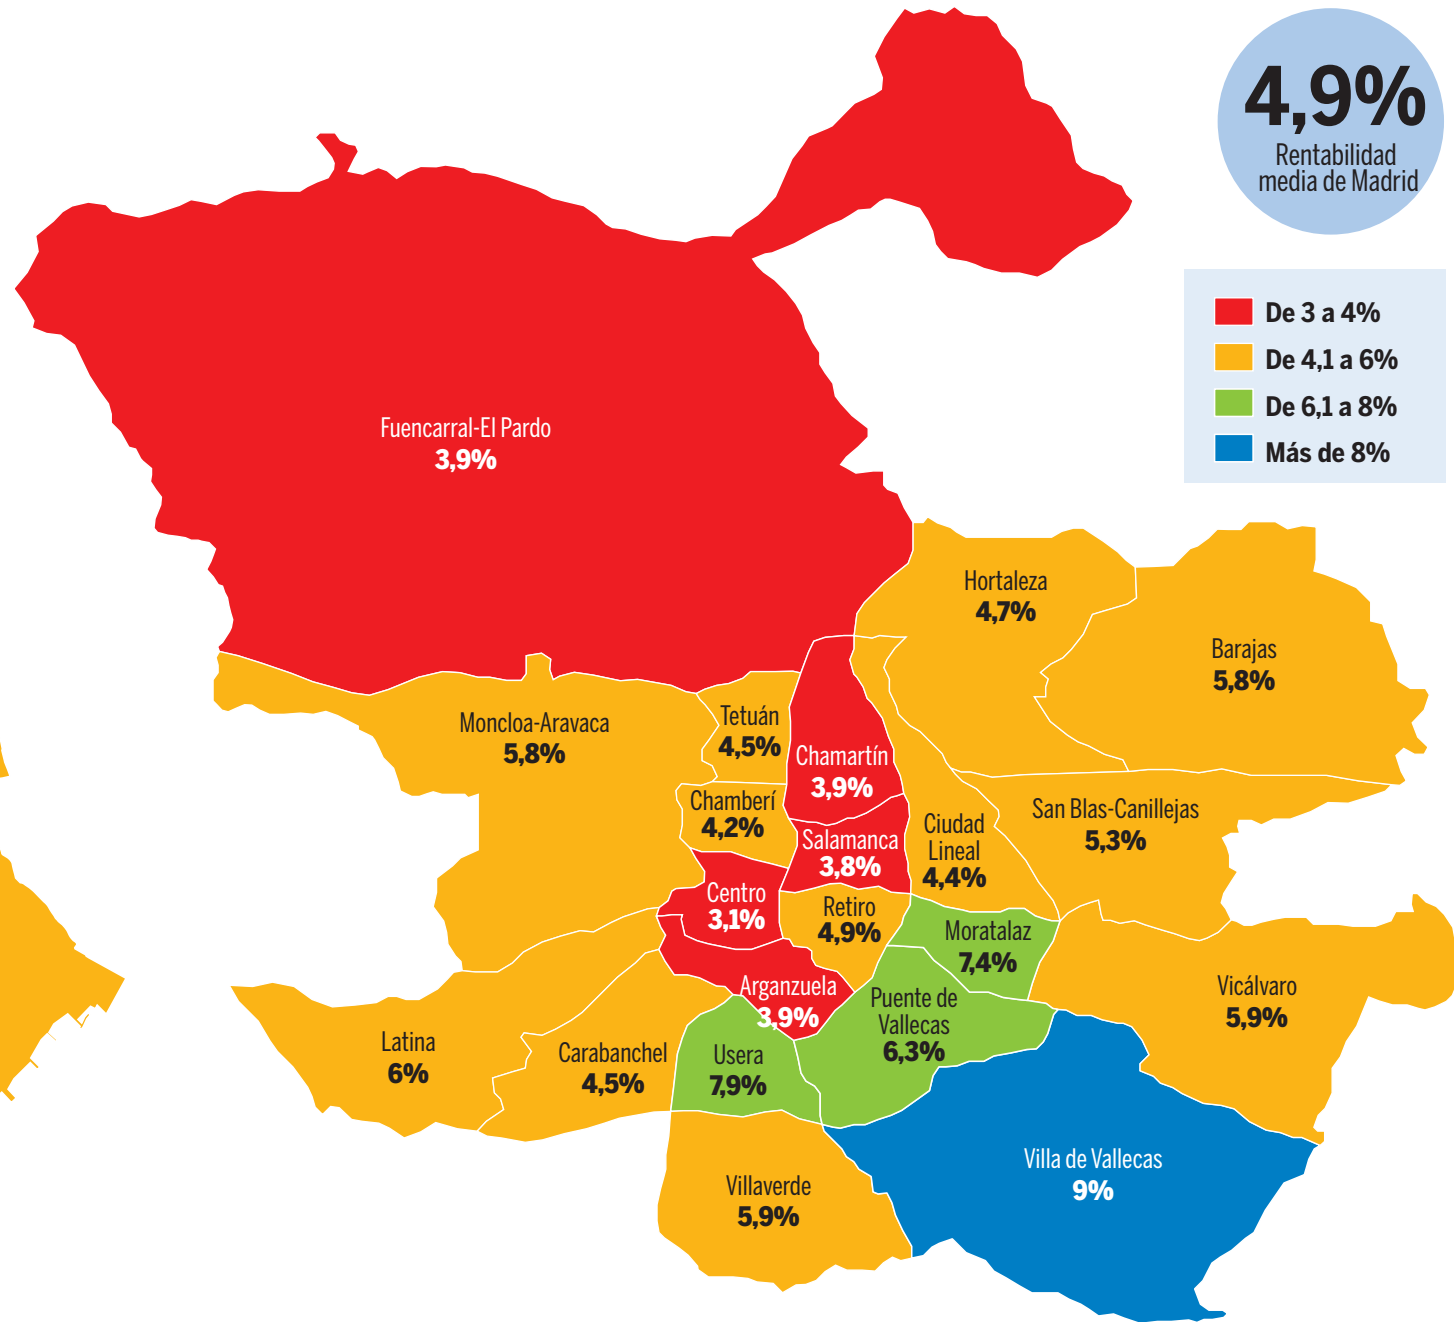 4,9%
Rentabilidad
media de Madrid
De 3 a 4%
De 4,1 a 6%
De 6,1 a 8%
Más de 8%
Fuencarral-El Pardo
3,9%
Hortaleza
4,7%
Barajas
5,8%
Moncloa-Aravaca
5,8%
Tetuán
4,5%
Chamartín
3,9%
Chamberí
4,2%
Salamanca
3,8%
Ciudad
Lineal
4,4%
San Blas-Canillejas
5,3%
Centro
3,1%
Retiro
4,9%
Moratalaz
7,4%
Arganzuela
3,9%
Puente de
Vallecas
6,3%
Vicálvaro
5,9%
Latina
6%
Carabanchel
4,5%
Usera
7,9%
Villa de Vallecas
9%
Villaverde
5,9%